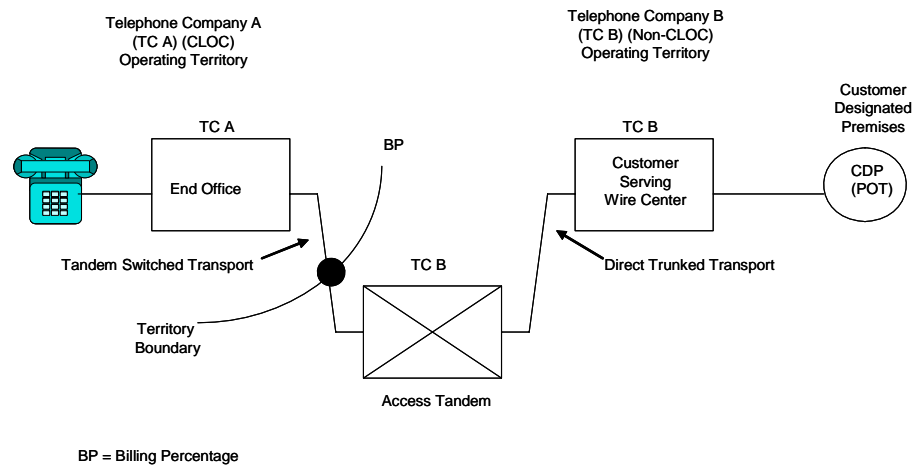 Telephone Company A
(TC A) (CLOC)
Operating Territory
Telephone Company B
(TC B) (Non-CLOC)
Operating Territory
Customer
Designated
Premises
TC A
End Office
BP
TC B
Customer
Serving
Wire Center
CDP
(POT)
Tandem Switched Transport
TC B
Direct Trunked Transport
Territory
Boundary
Access Tandem
BP = Billing Percentage